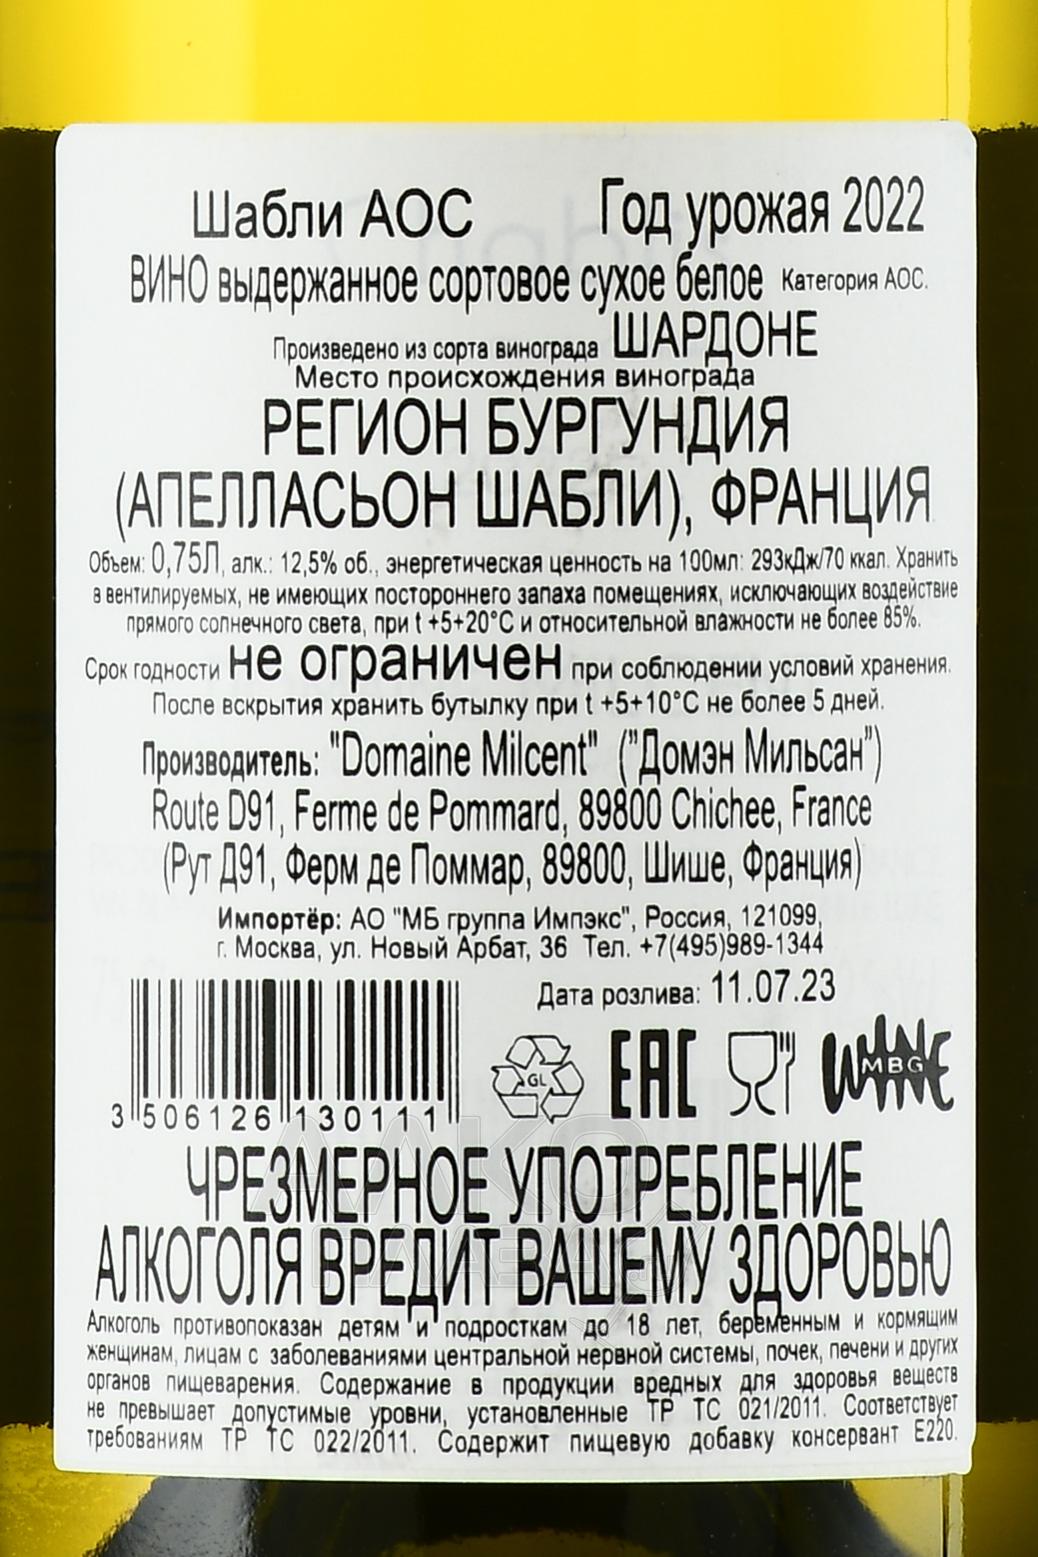 Шабли АОС Год урожая 2022
ВИНО выдержанное сортовое сухое белое Категория АОС.
Произведено из сорта винограда ШАРДОНЕ
Место происхождения винограда
РЕГИОН БУРГУНДИЯ
(АПЕЛЛАСЬОН ШАБЛИ), ФРАНЦИЯ
Объем: 0,75Л, алк.: 12,5% об., энергетическая ценность на 100мл: 293кДж/70 ккал. Хранить
в вентилируемых, не имеющих постороннего запаха помещениях, исключающих воздействие
прямого солнечного света, при t +5+20°С и относительной влажности не более 85%.
Срок годности не ограничен при соблюдении условий хранения.
После вскрытия хранить бутылку при t +5+10°С не более 5 дней.
Производитель: "Domaine Milcent" ("Домэн Мильсан")
Route D91, Ferme de Pommard, 89800 Chichee, France
(Рут Д91, Ферм де Поммар, 89800, Шише, Франция)
Импортёр: АО "МБ группа Импэкс", Россия, 121099,
г. Москва, ул. Новый Арбат, 36 Тел. +7(495)989-1344
Дата розлива: 11.07.23
GL EAC WINE MBG
3 506126 130111
ЧРЕЗМЕРНОЕ УПОТРЕБЛЕНИЕ
АЛКОГОЛЯ ВРЕДИТ ВАШЕМУ ЗДОРОВЬЮ
Алкоголь противопоказан детям и подросткам до 18 лет, беременным и кормящим
женщинам, лицам с заболеваниями центральной нервной системы, почек, печени и других
органов пищеварения. Содержание в продукции вредных для здоровья веществ
не превышает допустимые уровни, установленные ТР ТС 021/2011. Соответствует
требованиям ТР ТС 022/2011. Содержит пищевую добавку консервант Е220.